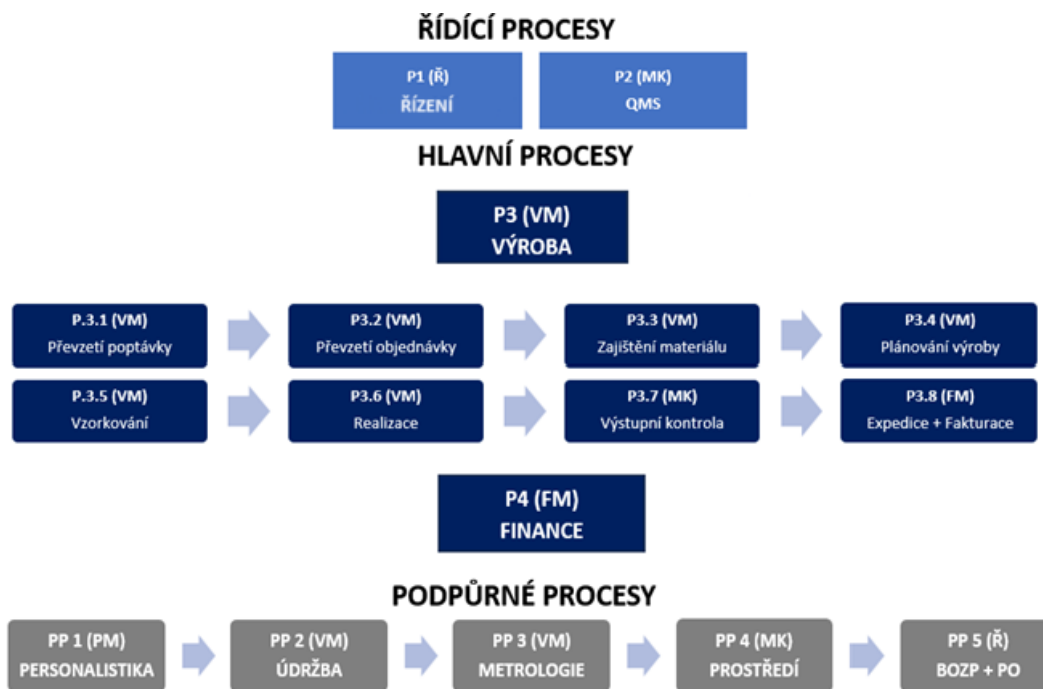 ŘÍDÍCÍ PROCESY
P1 (Ř)
ŘÍZENÍ
P2 (MK)
QMS
HLAVNÍ PROCESY
P3 (VM)
VÝROBA
P.3.1 (VM)
Převzetí poptávky
P3.2 (VM)
Převzetí objednávky
P3.3 (VM)
Zajištění materiálu
P3.4 (VM)
Plánování výroby
P.3.5 (VM)
Vzorkování
P3.6 (VM)
Realizace
P3.7 (MK)
Výstupní kontrola
P3.8 (FM)
Expedice + Fakturace
P4 (FM)
FINANCE
PODPŮRNÉ PROCESY
PP 1 (PM)
PERSONALISTIKA
PP 2 (VM)
ÚDRŽBA
PP 3 (VM)
METROLOGIE
PP 4 (MK)
PROSTŘEDÍ
PP 5 (Ř)
BOZP + PO